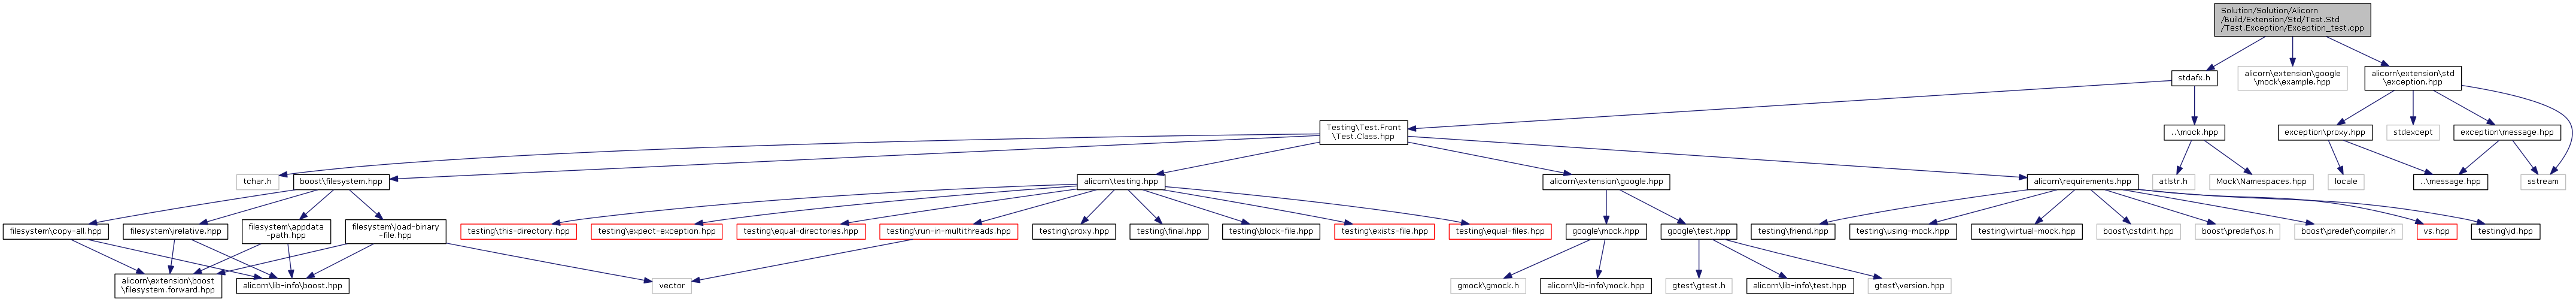 Solution/Solution/Alicorn
/Build/Extension/Std/Test.Std
/Test.Exception/Exception_test.cpp
stdafx.h
alicorn\extension\google
\mock\example.hpp
alicorn\extension\std
\exception.hpp
Testing\Test.Front
\Test.Class.hpp
..\mock.hpp
exception\proxy.hpp
stdexcept
exception\message.hpp
tchar.h
boost\filesystem.hpp
alicorn\testing.hpp
alicorn\extension\google.hpp
alicorn\requirements.hpp
atlstr.h
Mock\Namespaces.hpp
locale
..\message.hpp
sstream
filesystem\copy-all.hpp
filesystem\irelative.hpp
filesystem\appdata
-path.hpp
filesystem\load-binary
-file.hpp
testing\this-directory.hpp
testing\expect-exception.hpp
testing\equal-directories.hpp
testing\run-in-multithreads.hpp
testing\proxy.hpp
testing\final.hpp
testing\block-file.hpp
testing\exists-file.hpp
testing\equal-files.hpp
google\mock.hpp
google\test.hpp
testing\friend.hpp
testing\using-mock.hpp
testing\virtual-mock.hpp
boost\cstdint.hpp
boost\predef\os.h
boost\predef\compiler.h
vs.hpp
testing\id.hpp
alicorn\extension\boost
\filesystem.forward.hpp
alicorn\lib-info\boost.hpp
vector
gmock\gmock.h
alicorn\lib-info\mock.hpp
gtest\gtest.h
alicorn\lib-info\test.hpp
gtest\version.hpp